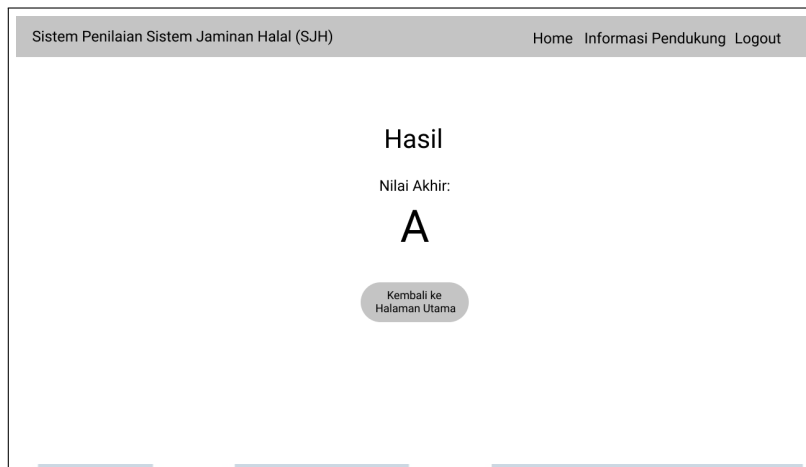 Sistem Penilaian Sistem Jaminan Halal (SJH)
Home Informasi Pendukung Logout
Hasil
Nilai Akhir:
A
Kembali ke
Halaman Utama